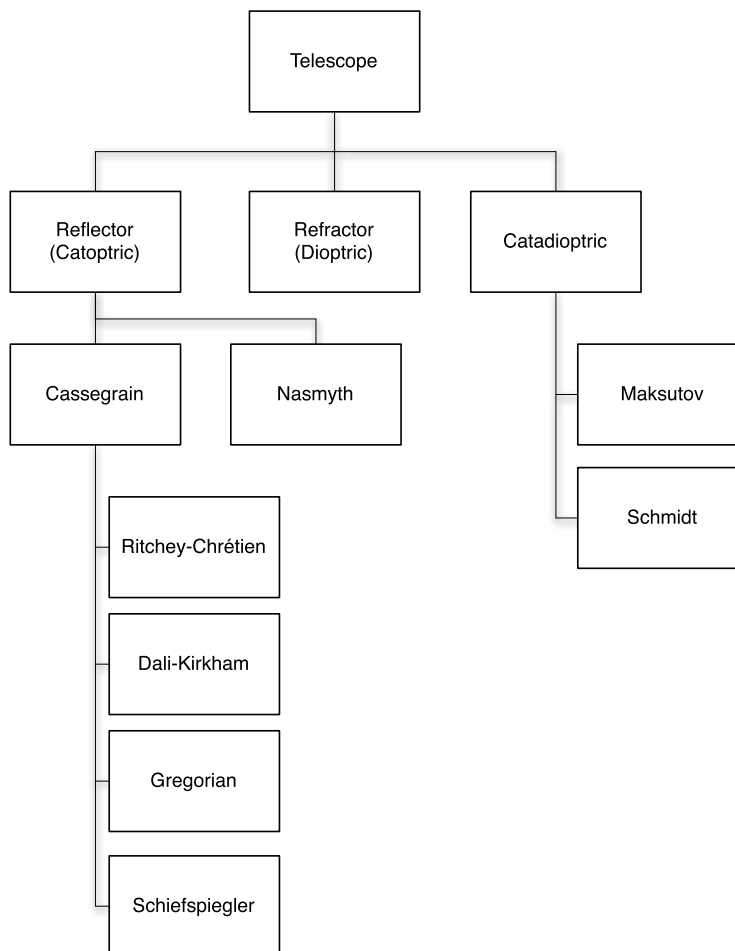 Telescope
Reflector
(Catoptric)
Refractor
(Dioptric)
Catadioptric
Cassegrain
Nasmyth
Maksutov
Schmidt
Ritchey-Chrétien
Dali-Kirkham
Gregorian
Schiefspiegler